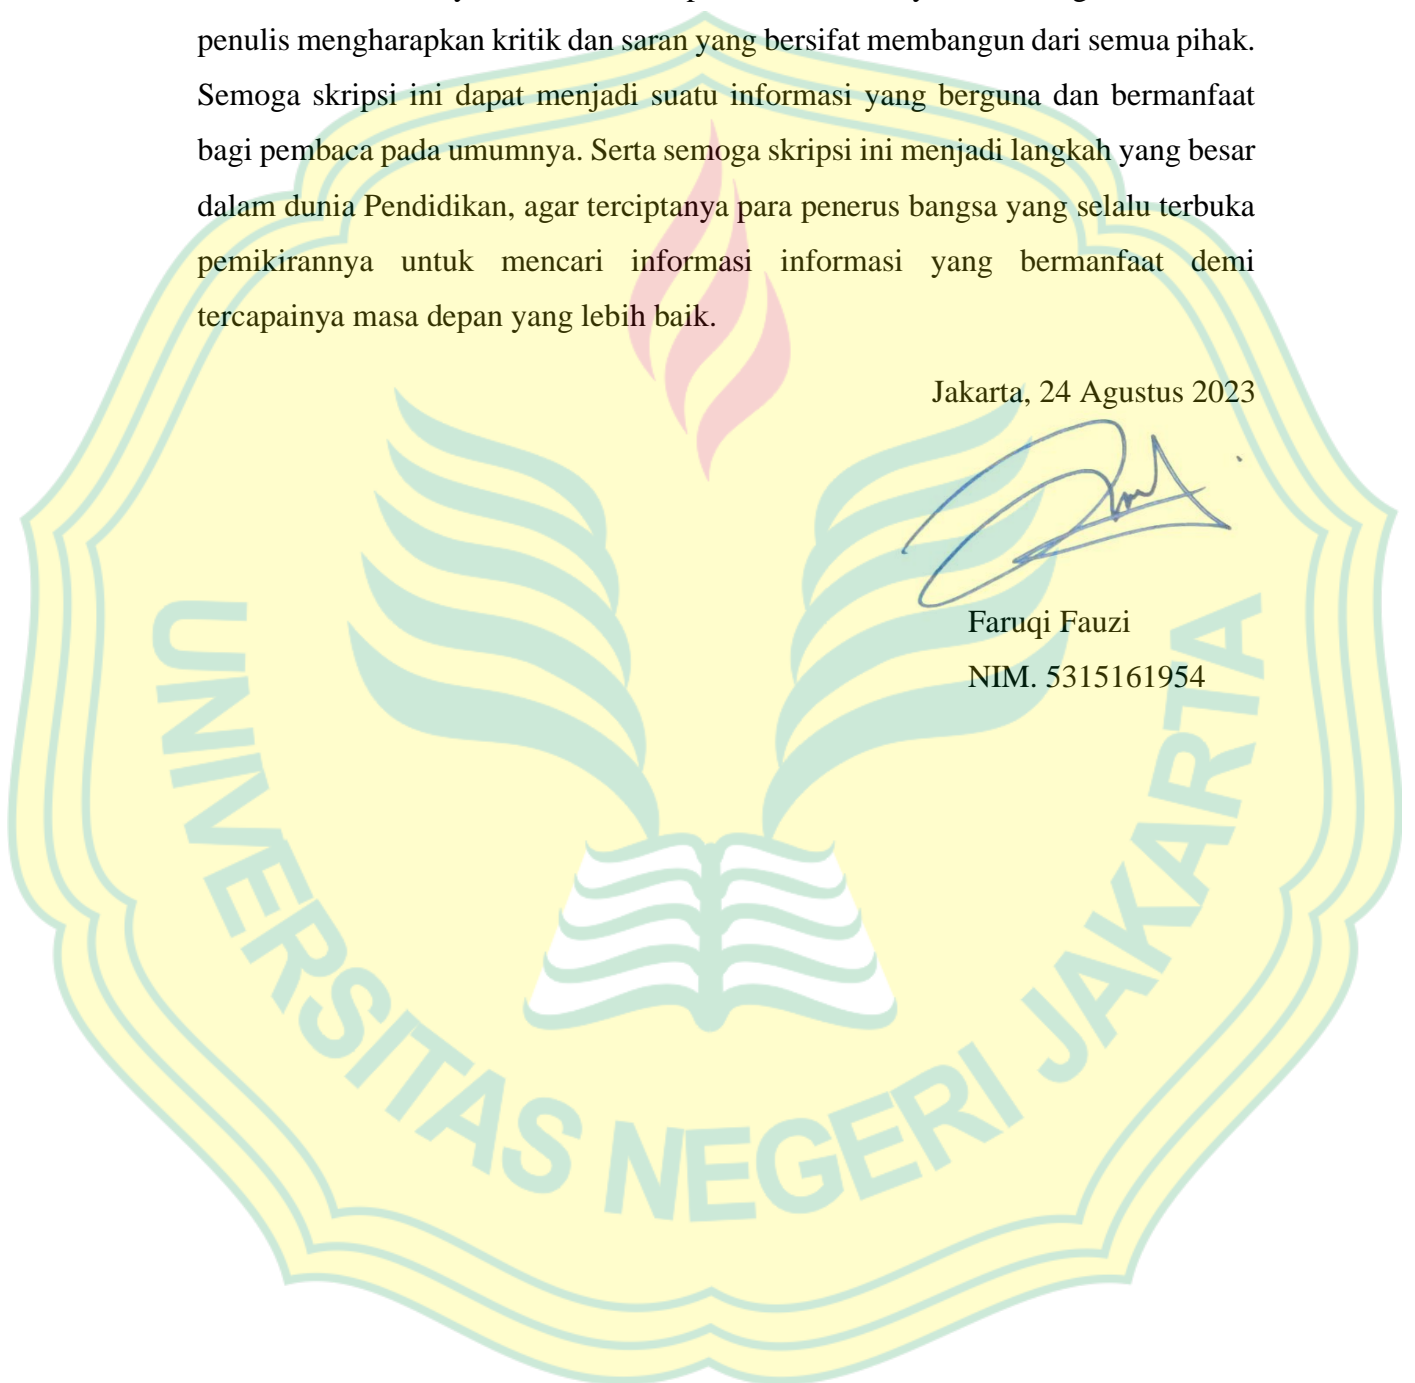 penulis mengharapkan kritik dan saran yang bersifat membangun dari semua pihak.
Semoga skripsi ini dapat menjadi suatu informasi yang berguna dan bermanfaat
bagi pembaca pada umumnya. Serta semoga skripsi ini menjadi langkah yang besar
dalam dunia Pendidikan, agar terciptanya para penerus bangsa yang selalu terbuka
pemikirannya untuk mencari informasi informasi yang bermanfaat demi
tercapainya masa depan yang lebih baik.
Jakarta, 24 Agustus 2023
Faruqi Fauzi
NIM. 5315161954
UNIVERSITAS NEGERI JAKARTA